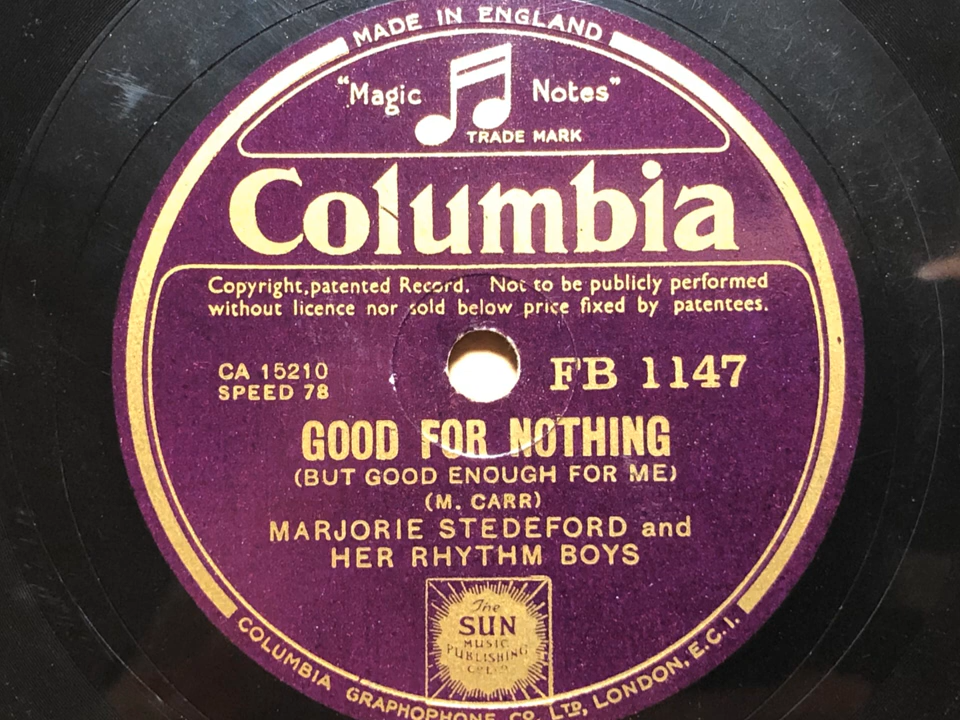 MADE IN ENGLAND
"Magic Notes"
TRADE MARK
Columbia
Copyright, patented Record. Not to be publicly performed
without licence nor sold below price fixed by patentees.
CA 15210
SPEED 78
FB 1147
GOOD FOR NOTHING
(BUT GOOD ENOUGH FOR ME)
(M. CARR)
MARJORIE STEDEFORD and
HER RHYTHM BOYS
The
SUN
MUSIC
PUBLISHING
CO LTD
COLUMBIA GRAPHOPHONE CO. LTD, LONDON, E.C.1.